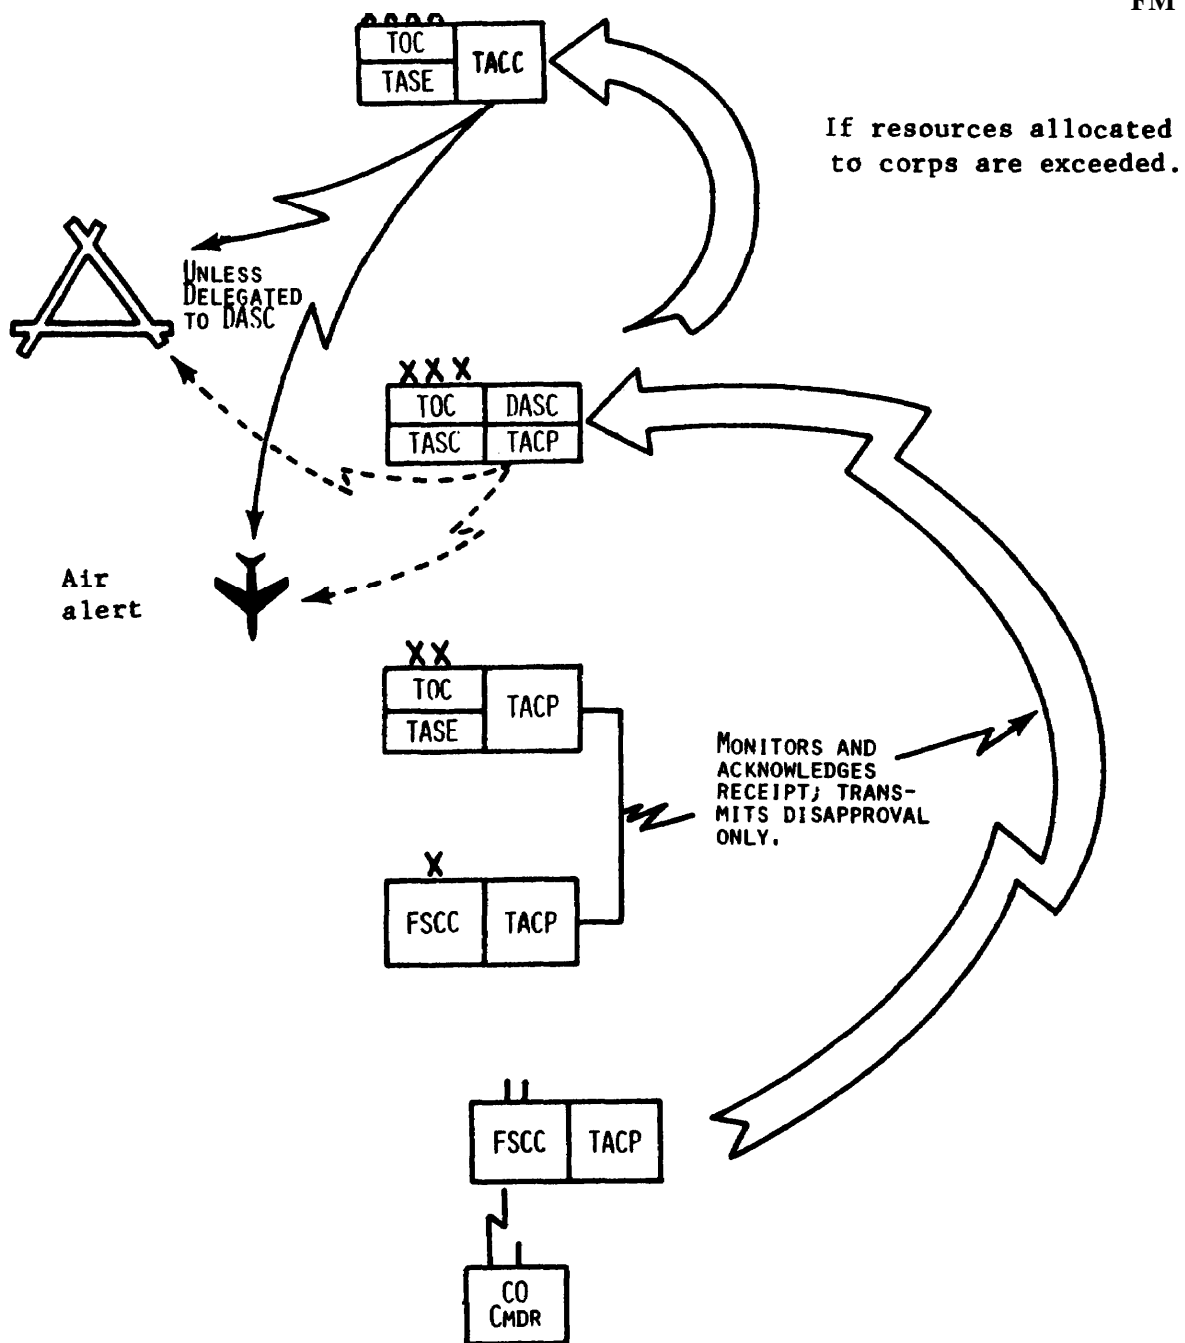 FM
TOC
TASE
TACC
If resources allocated
to corps are exceeded.
UNLESS
DELEGATED
TO DASC
XXX
TOC
DASC
TASC
TACP
Air
alert
XX
TOC
TASE
TACP
MONITORS AND
ACKNOWLEDGES
RECEIPT; TRANS-
MITS DISAPPROVAL
ONLY.
X
FSCC
TACP
FSCC
TACP
CO
CMDR